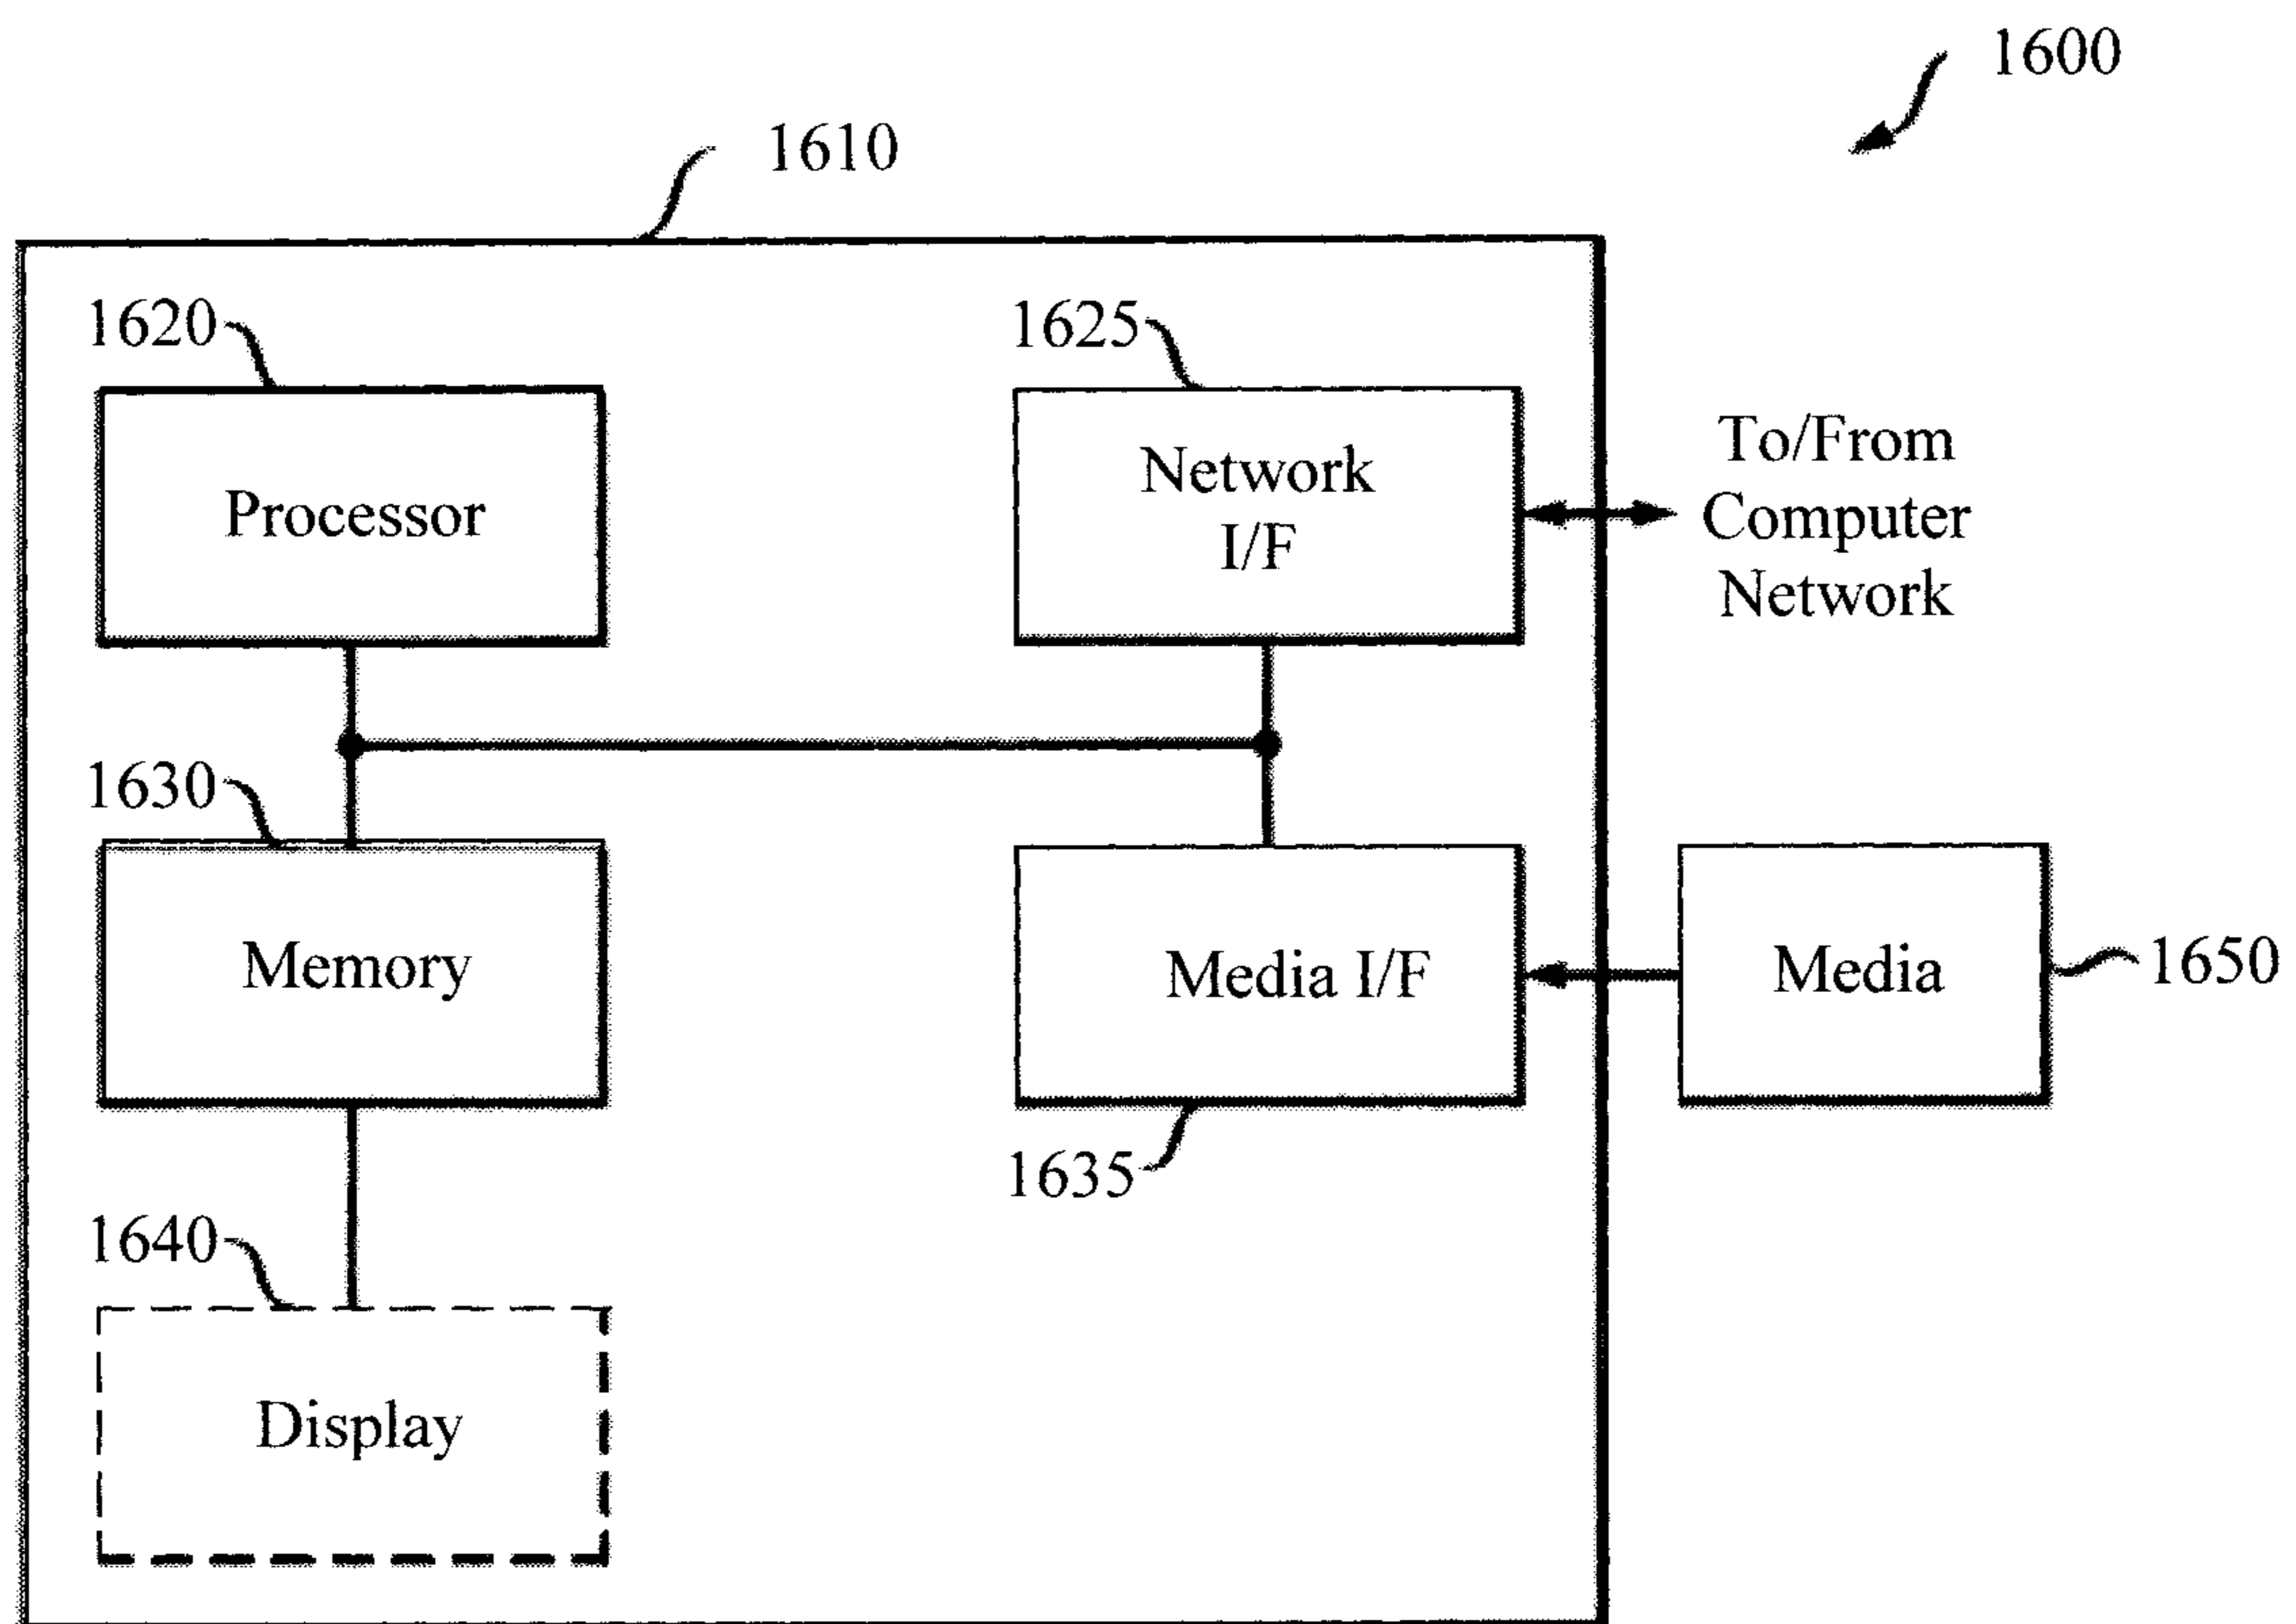 1600
1610
1620
1625
Processor
Network
I/F
To/From
Computer
Network
1630
Memory
Media I/F
Media
1650
1635
1640
Display